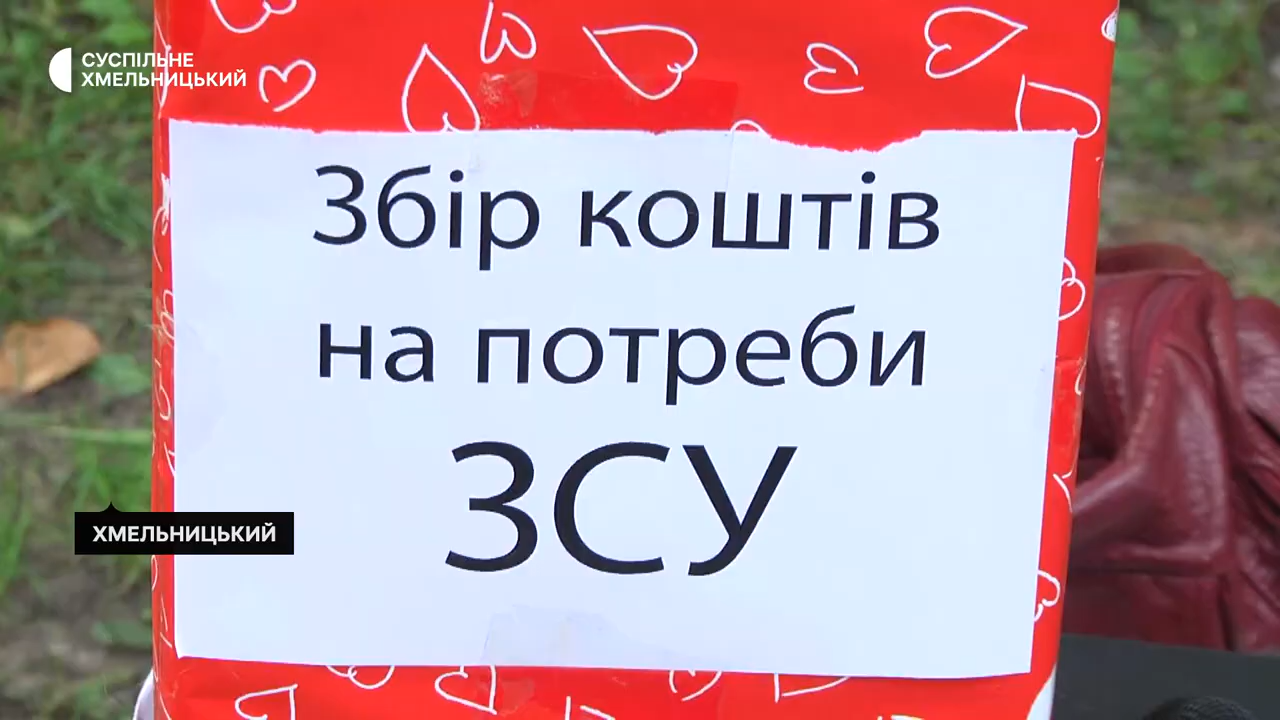 СУСПІЛЬНЕ
ХМЕЛЬНИЦЬКИЙ
Збір коштів
на потреби
ЗСУ
ХМЕЛЬНИЦЬКИЙ